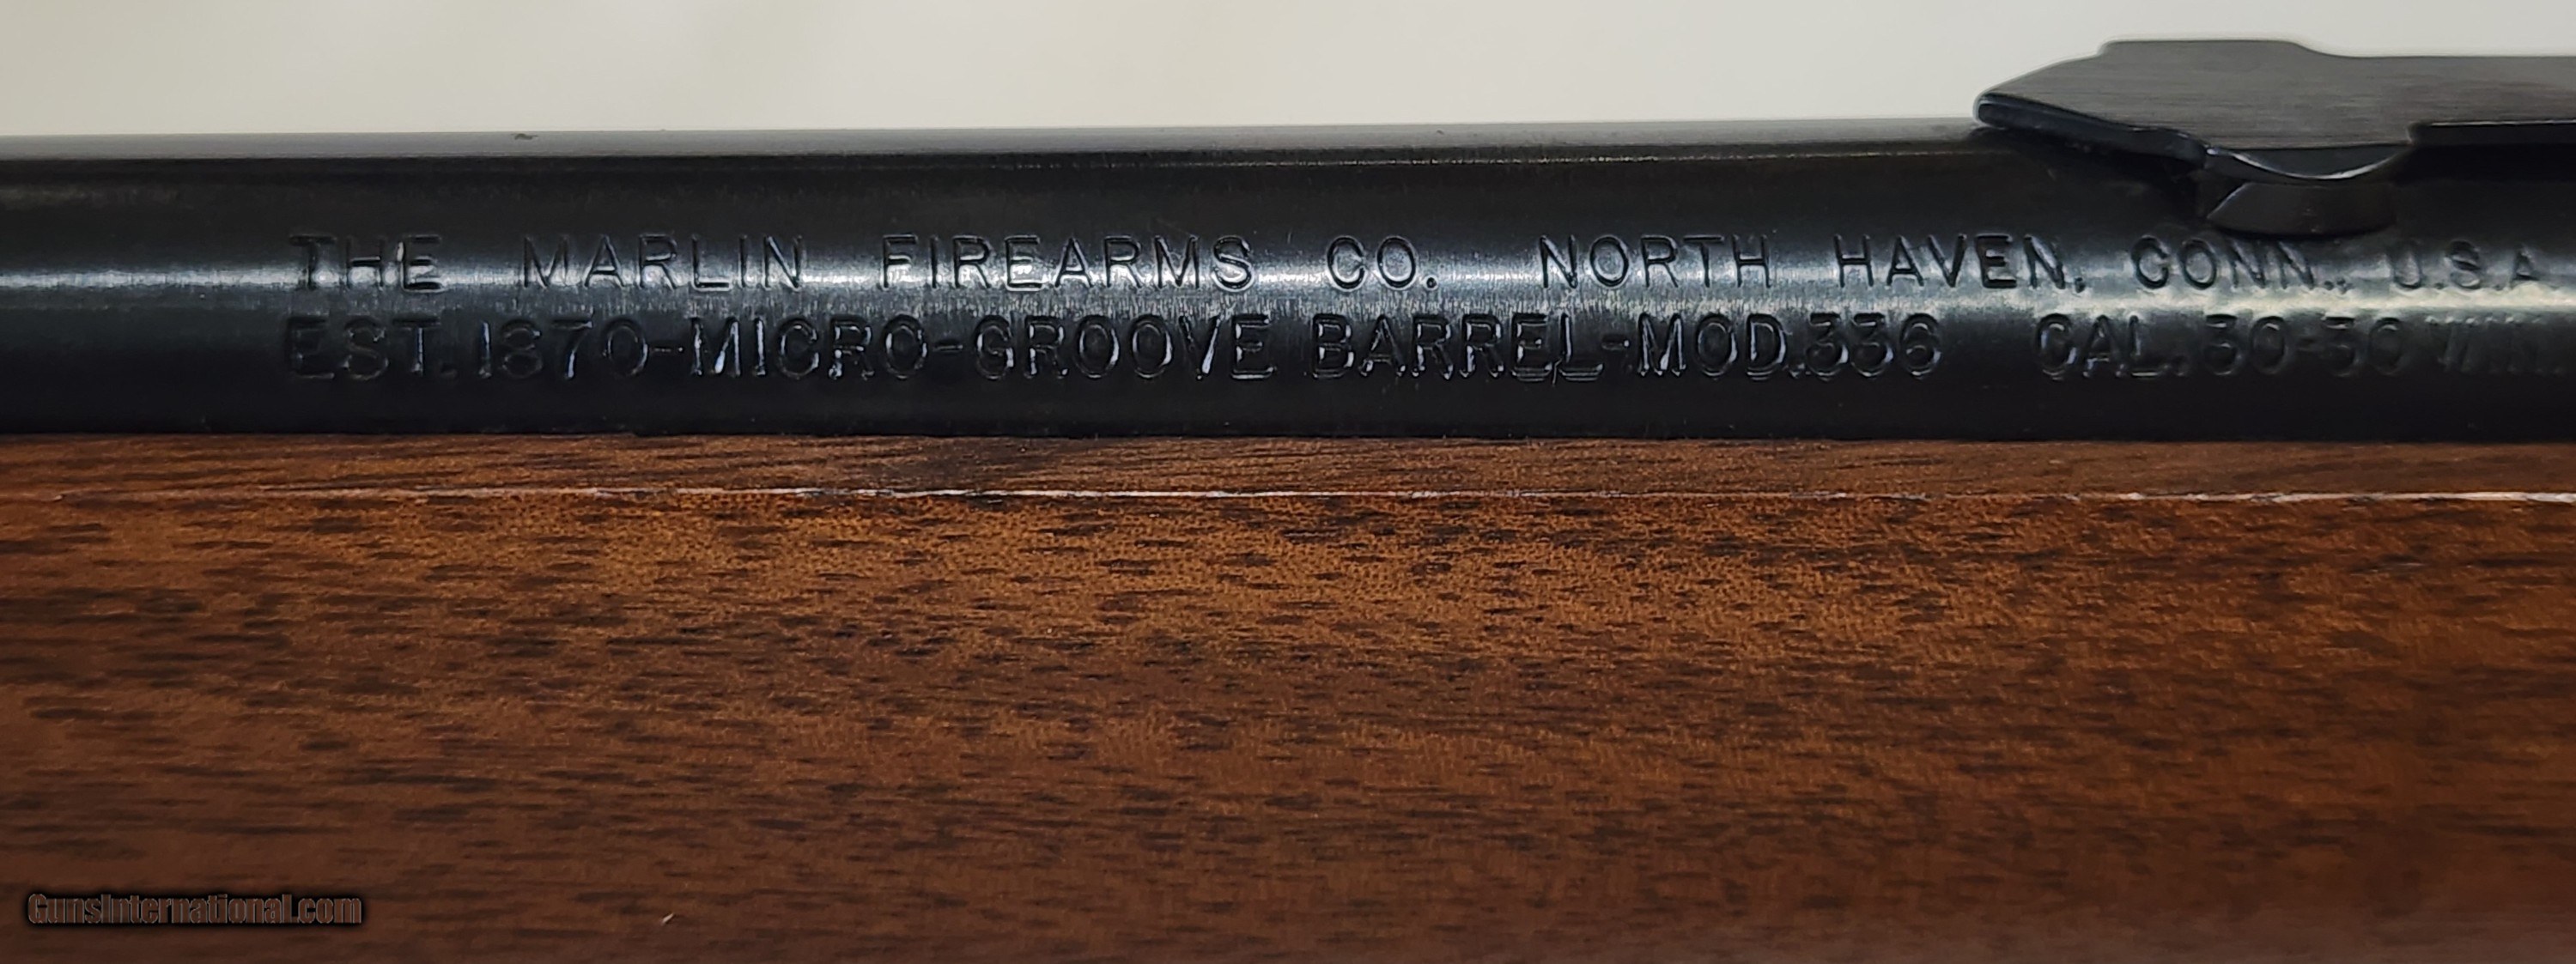 THE MARLIN FIREARMS CO. NORTH HAVEN, CONN., U.S.A.
EST. 1870-MICRO-GROOVE BARREL-MOD.336 CAL. 30-30 WIN.
GunsInternational.com